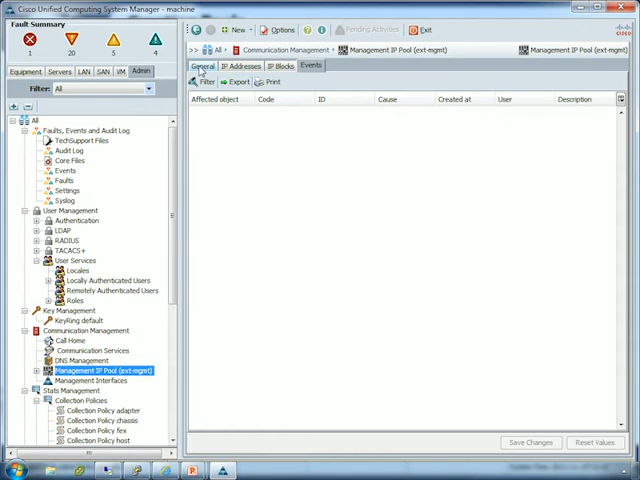 Cisco Unified Computing System Manager - machine
Fault Summary
1
20
5
4
New
Options
Pending Activities
Exit
>> All
Communication Management
Management IP Pool (ext-mgmt)
Management IP Pool (ext-mgmt)
Equipment
Servers
LAN
SAN
VM
Admin
General
IP Addresses
IP Blocks
Events
Filter: All
Filter
Export
Print
Affected object
Code
ID
Cause
Created at
User
Description
All
Faults, Events and Audit Log
TechSupport Files
Audit Log
Core Files
Events
Faults
Settings
Syslog
User Management
Authentication
LDAP
RADIUS
TACACS+
User Services
Locales
Locally Authenticated Users
Remotely Authenticated Users
Roles
Key Management
KeyRing default
Communication Management
Call Home
Communication Services
DNS Management
Management IP Pool (ext-mgmt)
Management Interfaces
Stats Management
Collection Policies
Collection Policy adapter
Collection Policy chassis
Collection Policy fex
Collection Policy host
Save Changes
Reset Values